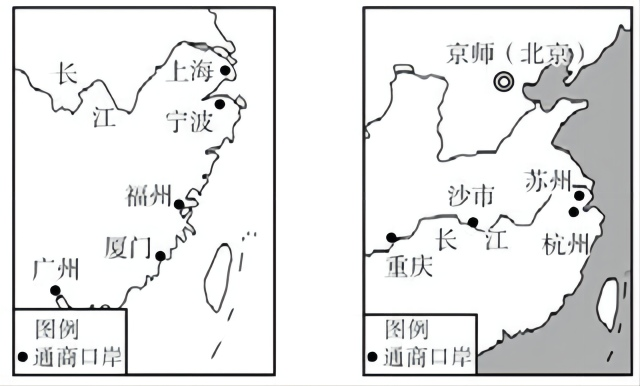 长
江
上海
宁波
福州
厦门
广州
图例
通商口岸
京师(北京)
苏州
沙市
长江
杭州
重庆
图例
通商口岸